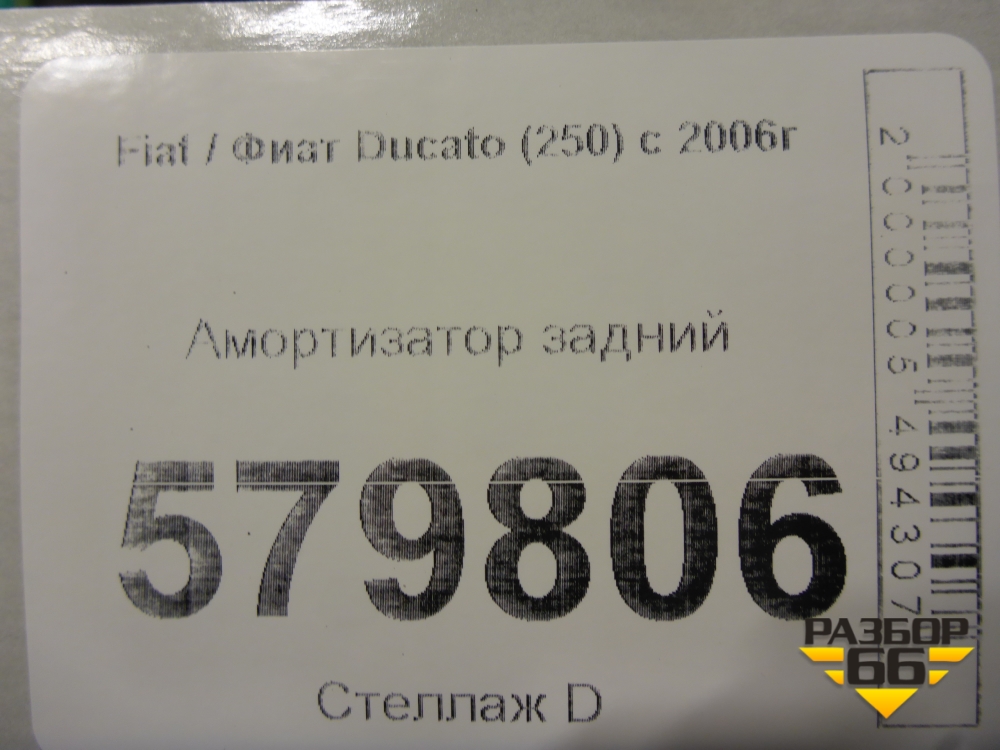 Fiat / Фиат Ducato (250) с 2006г
Амортизатор задний
579806
Стеллаж D
2000005494307
РАЗБОР
66